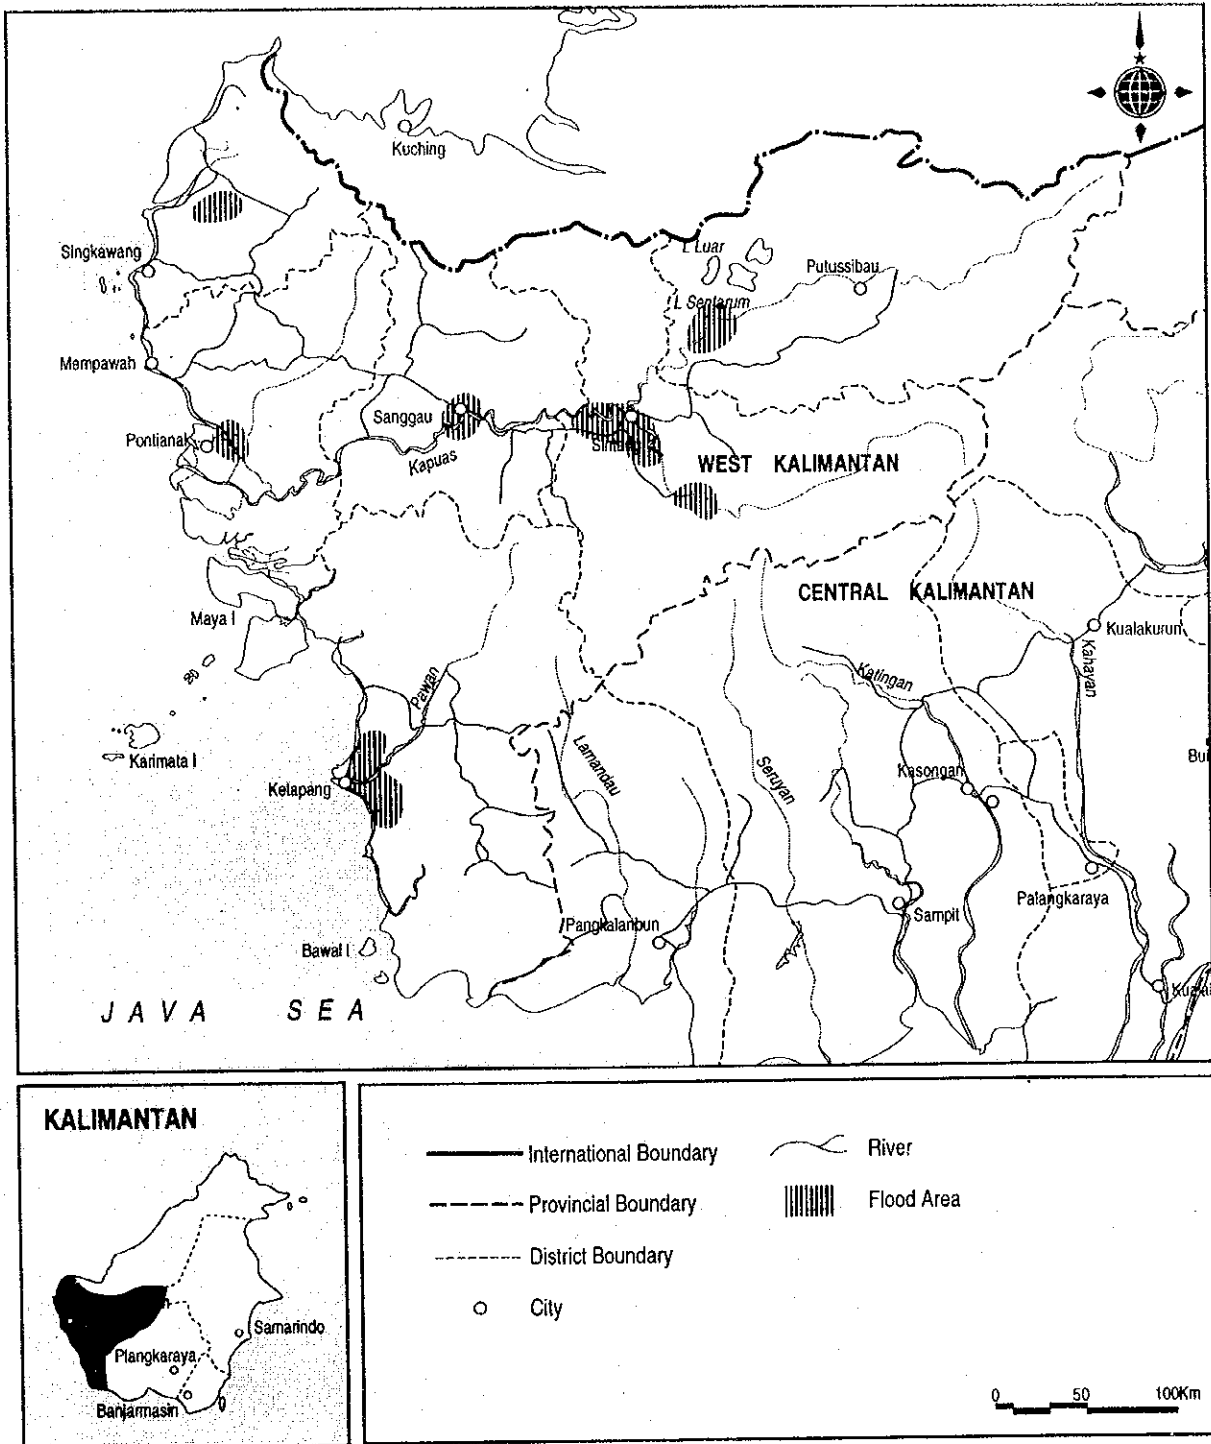 Kuching
Singkawang
L Luar
Putussibau
L Sentarum
Mempawah
Sanggau
Pontianak
Kapuas
WEST KALIMANTAN
CENTRAL KALIMANTAN
Maya I
Kualakurun
Kahayan
Katingan
Pawan
Karimata I
Lamandau
Seruyan
Kasongan
Ketapang
Palangkaraya
Sampit
Pangkalanbun
Bawal I
JAVA SEA
KALIMANTAN
Samarindo
Plangkaraya
Banjarmasin
International Boundary
River
Provincial Boundary
Flood Area
District Boundary
City
0 50 100Km